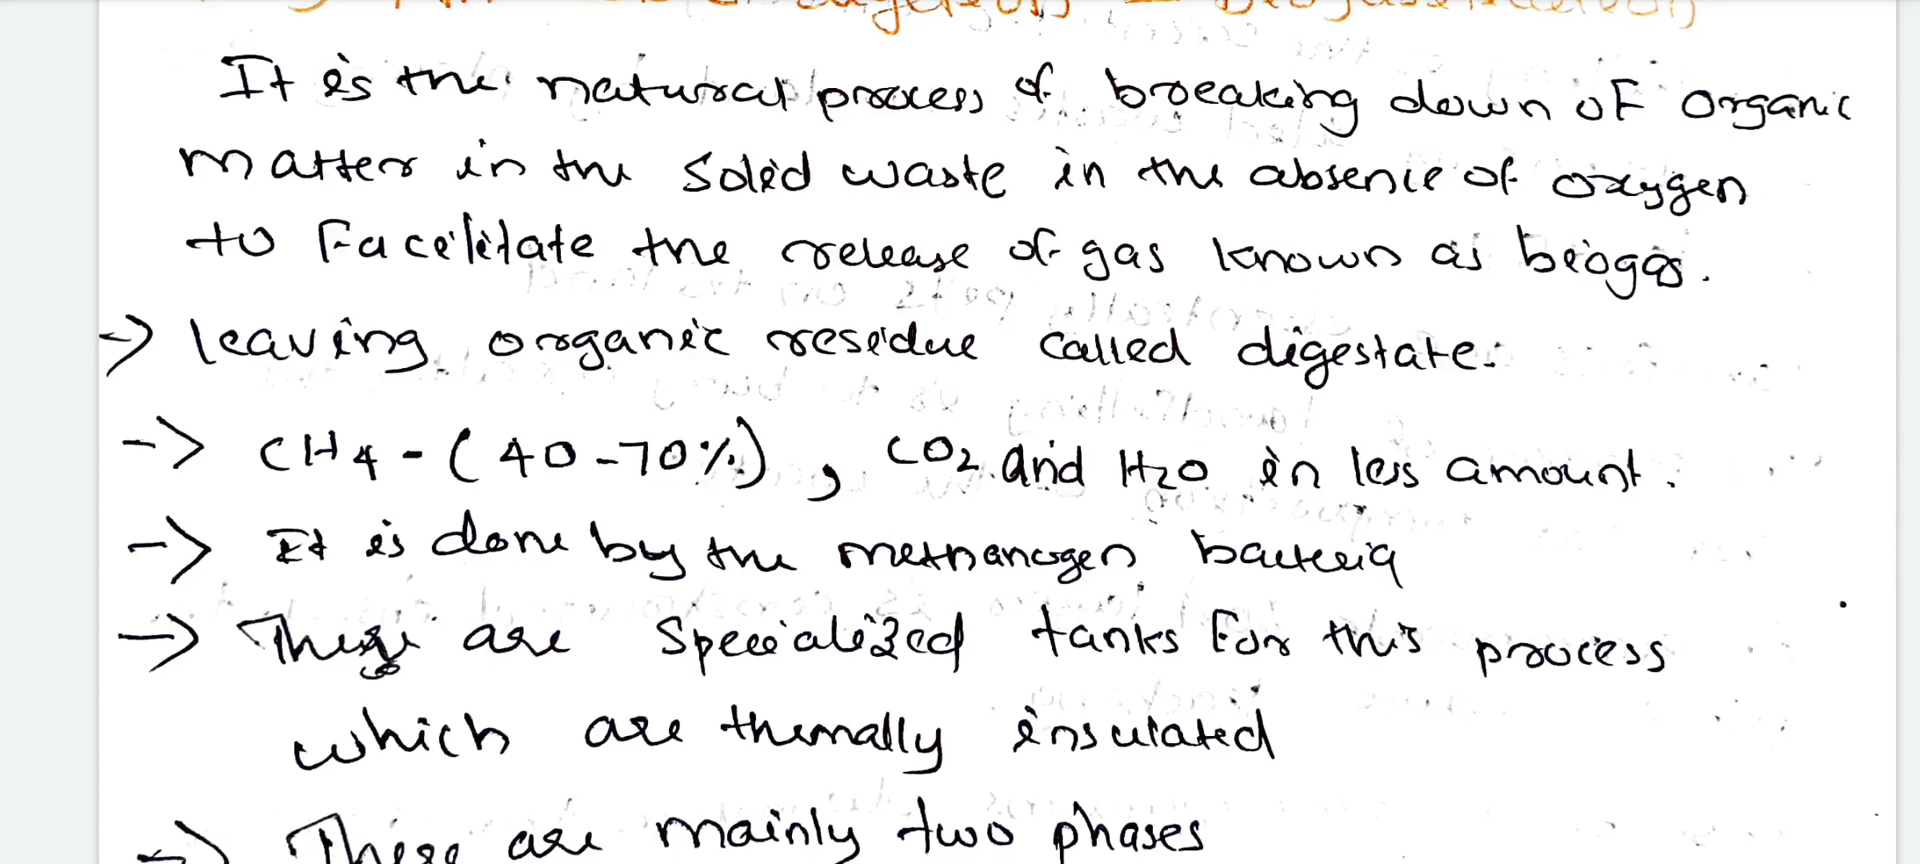 digestion - Biogasification
It is the natural process of breaking down of organic
matter in the solid waste in the absence of oxygen
to facilitate the release of gas known as biogas.
-> leaving organic residue called digestate.
-> CH4 - (40-70%), CO2 and H2O in less amount.
-> It is done by the methanogen bacteria
-> These are specialized tanks for this process
which are thermally insulated
-> There are mainly two phases